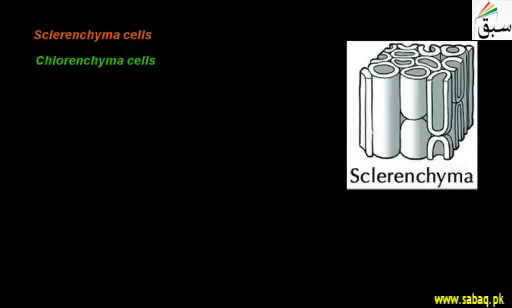 سبق
Sclerenchyma cells
Chlorenchyma cells
Sclerenchyma
www.sabaq.pk